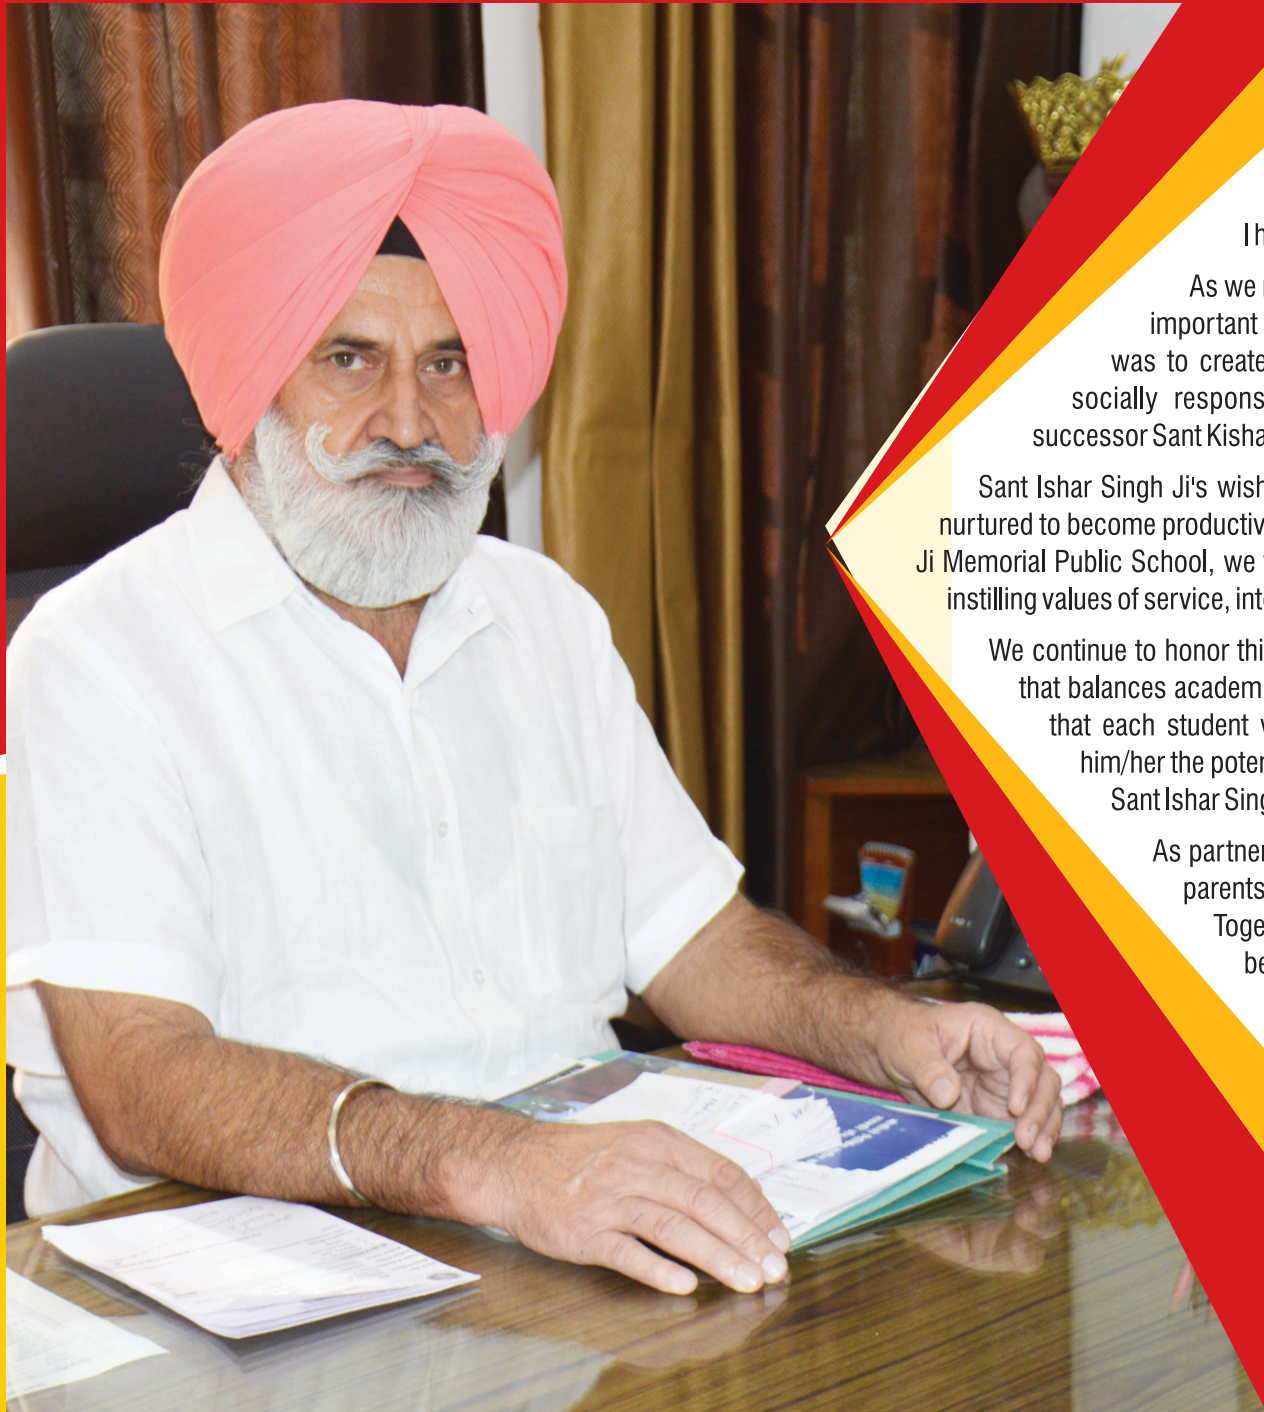 I h
As we
important
was to create
socially respons
successor Sant Kisha
Sant Ishar Singh Ji's wish
nurtured to become productiv
Ji Memorial Public School, we
instilling values of service, inte
We continue to honor thi
that balances academ
that each student
him/her the poten
Sant Ishar Sing
As partner
parents
Toge
be